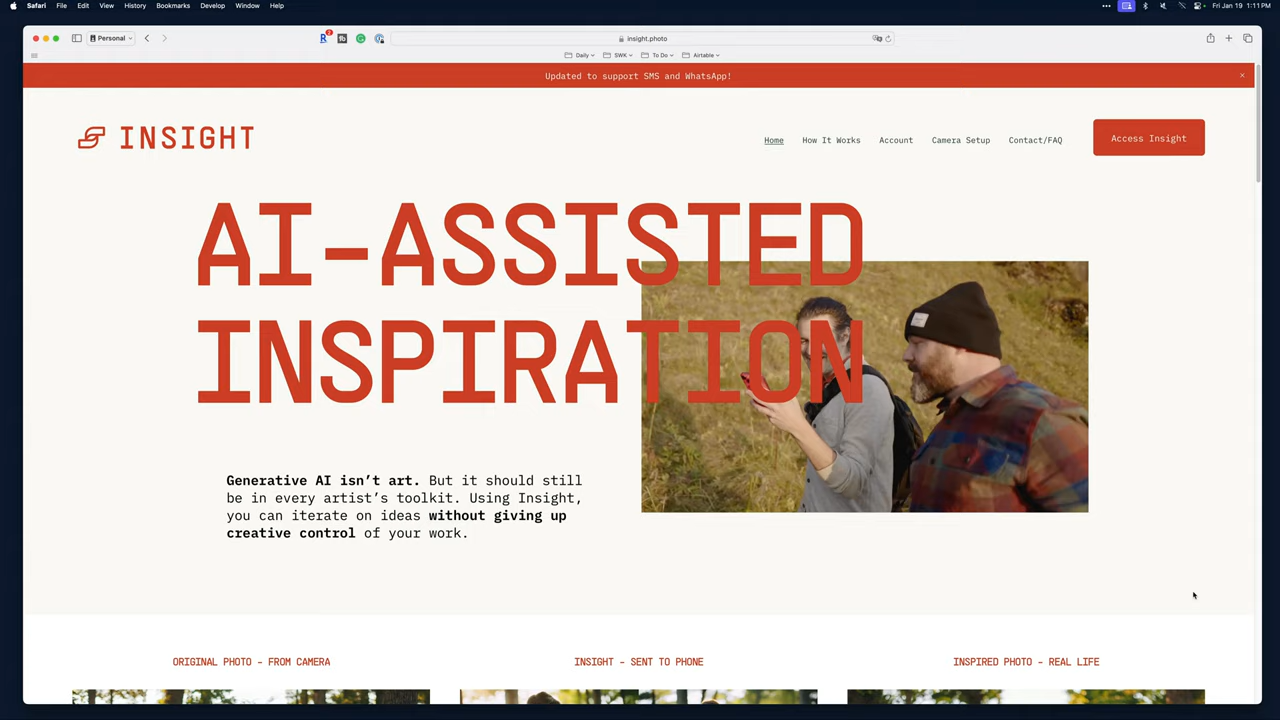 Safari File Edit View History Bookmarks Develop Window Help
Fri Jan 19 1:11 PM
Personal
insight.photo
Daily SWK To Do Airtable
Updated to support SMS and WhatsApp!
INSIGHT
Home How It Works Account Camera Setup Contact/FAQ Access Insight
AI-ASSISTED
INSPIRATION
Generative AI isn't art. But it should still
be in every artist's toolkit. Using Insight,
you can iterate on ideas without giving up
creative control of your work.
ORIGINAL PHOTO - FROM CAMERA
INSIGHT - SENT TO PHONE
INSPIRED PHOTO - REAL LIFE